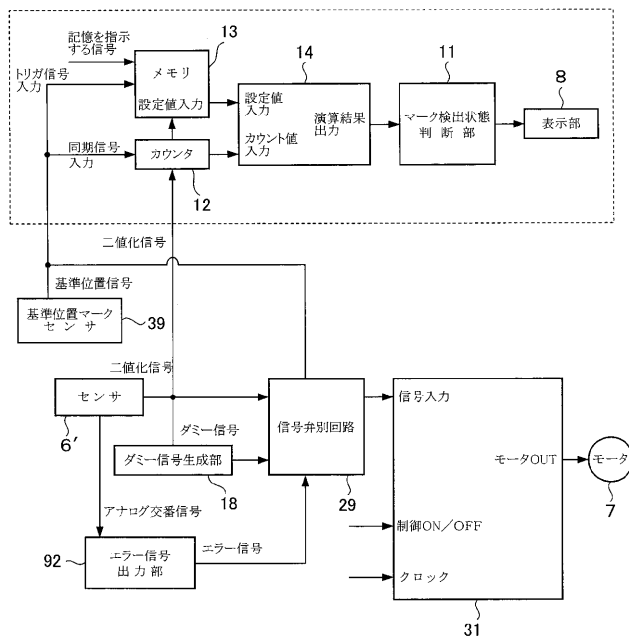 記憶を指示
する信号
13
メモリ
設定値入力
トリガ信号
入力
14
設定値
入力
カウント値
入力
演算結果
出力
11
マーク検出状態
判断部
8
表示部
同期信号
入力
カウンタ
12
二値化信号
基準位置信号
基準位置マーク
センサ
39
二値化信号
センサ
6′
ダミー信号
ダミー信号生成部
18
信号弁別回路
29
信号入力
モータOUT
モータ
7
アナログ交番信号
制御ON/OFF
92
エラー信号
出力部
エラー信号
クロック
31